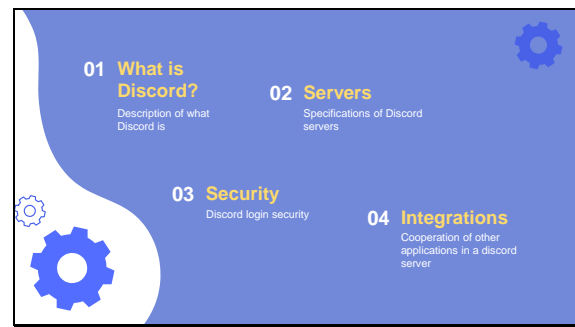 01 What is
Discord?
Description of what
Discord is
02 Servers
Specifications of Discord
servers
03 Security
Discord login security
04 Integrations
Cooperation of other
applications in a discord
server